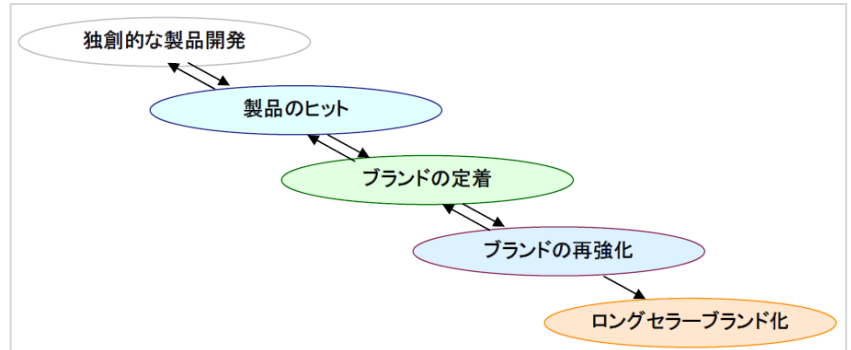 独創的な製品開発
製品のヒット
ブランドの定着
ブランドの再強化
ロングセラーブランド化